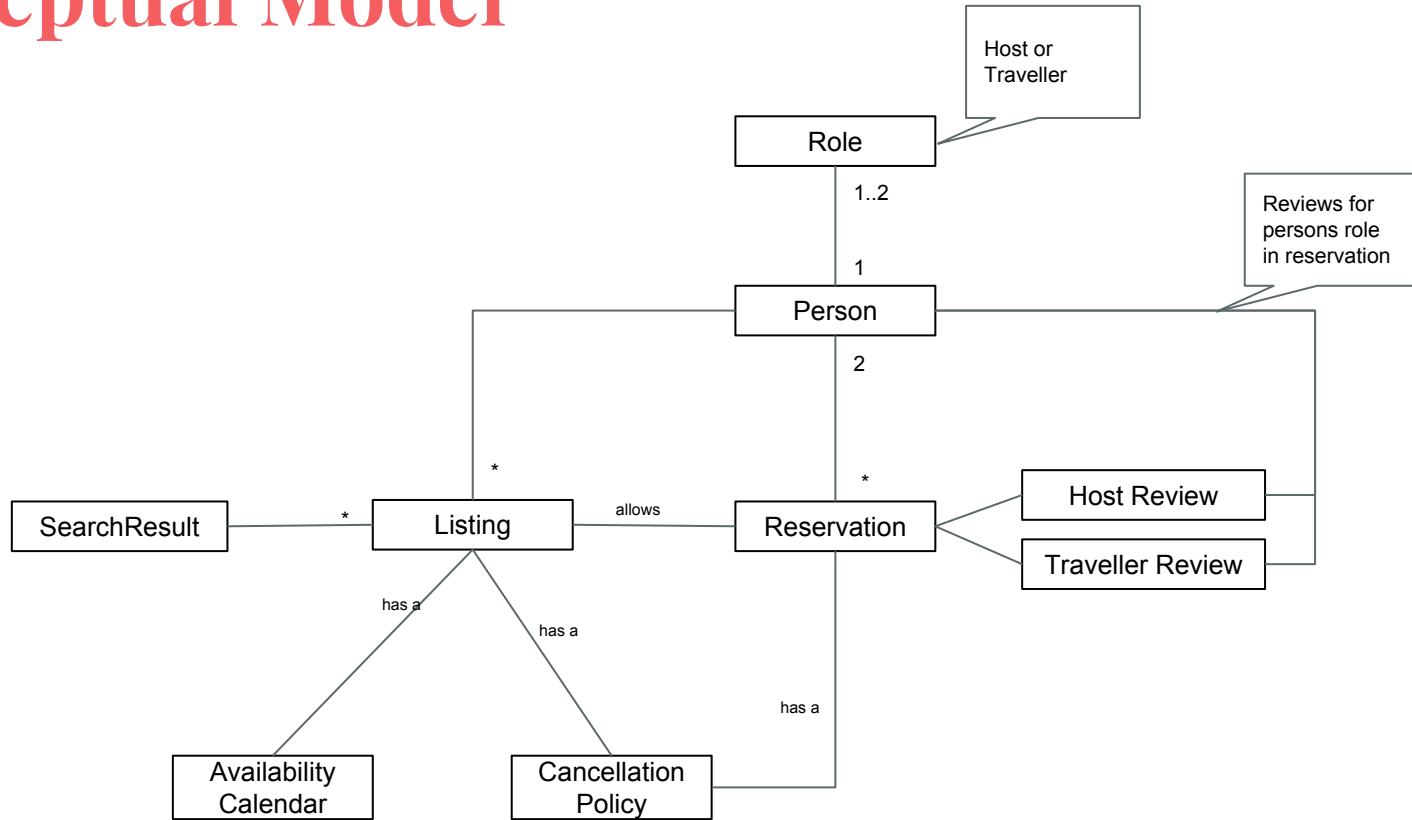 Model
Host or
Traveller
Role
1..2
Reviews for
persons role
in reservation
1
Person
2
*
*
Host Review
SearchResult
*
Listing
allows
Reservation
Traveller Review
has a
has a
has a
Availability
Calendar
Cancellation
Policy